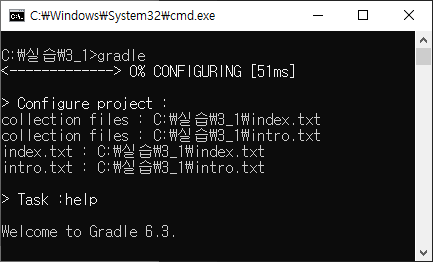 C:\Windows\System32\cmd.exe
C:₩실습₩3_1>gradle
<-------------> 0% CONFIGURING [51ms]
> Configure project :
collection files : C:₩실습₩3_1₩index.txt
collection files : C:₩실습₩3_1₩intro.txt
index.txt : C:₩실습₩3_1₩index.txt
intro.txt : C:₩실습₩3_1₩intro.txt
> Task :help
Welcome to Gradle 6.3.